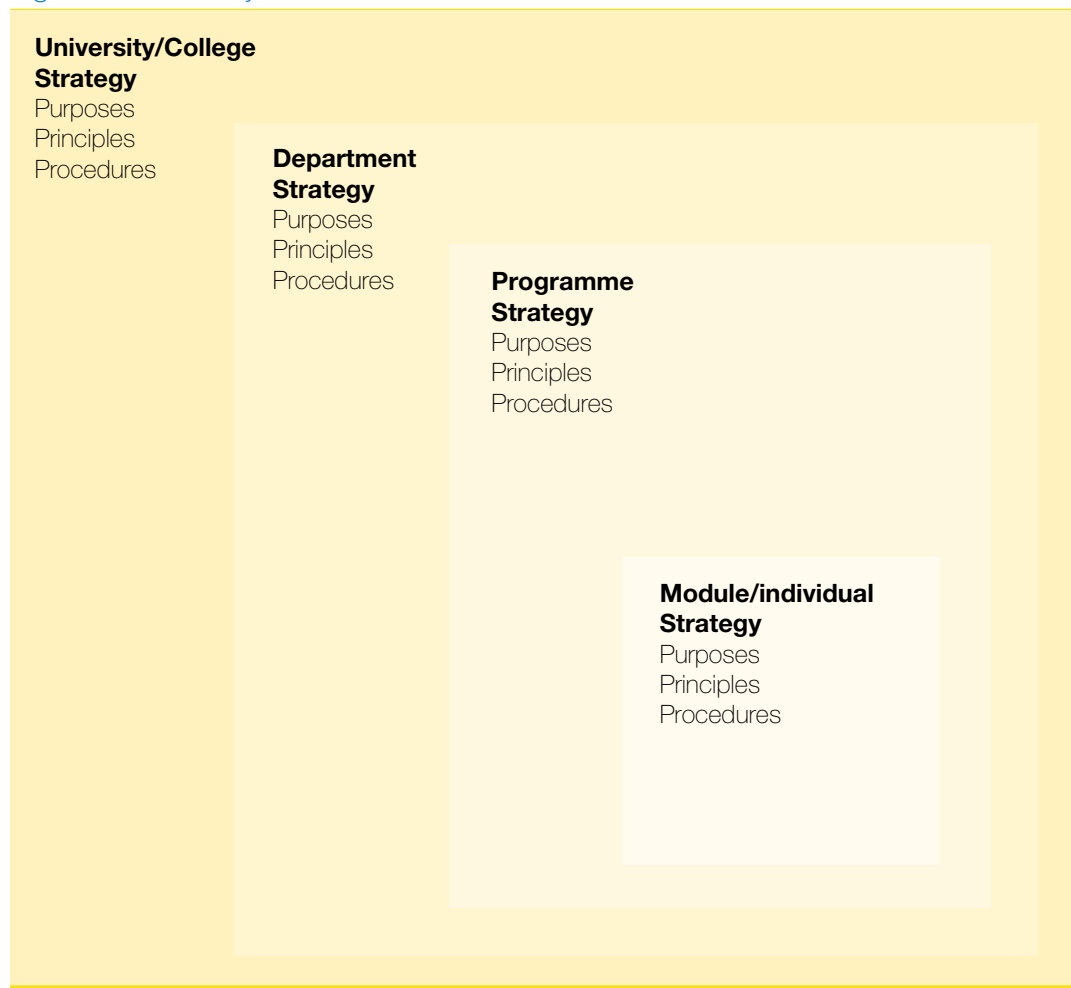 University/College
Strategy
Purposes
Principles
Procedures
Department
Strategy
Purposes
Principles
Procedures
Programme
Strategy
Purposes
Principles
Procedures
Module/individual
Strategy
Purposes
Principles
Procedures